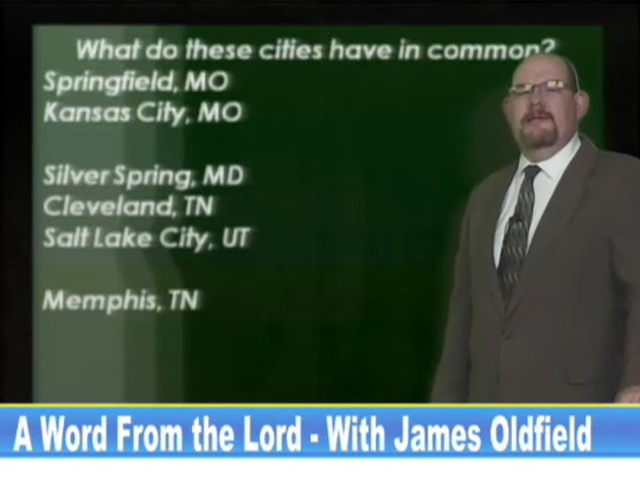 What do these cities have in common?
Springfield, MO
Kansas City, MO
Silver Spring, MD
Cleveland, TN
Salt Lake City, UT
Memphis, TN
A Word From the Lord - With James Oldfield